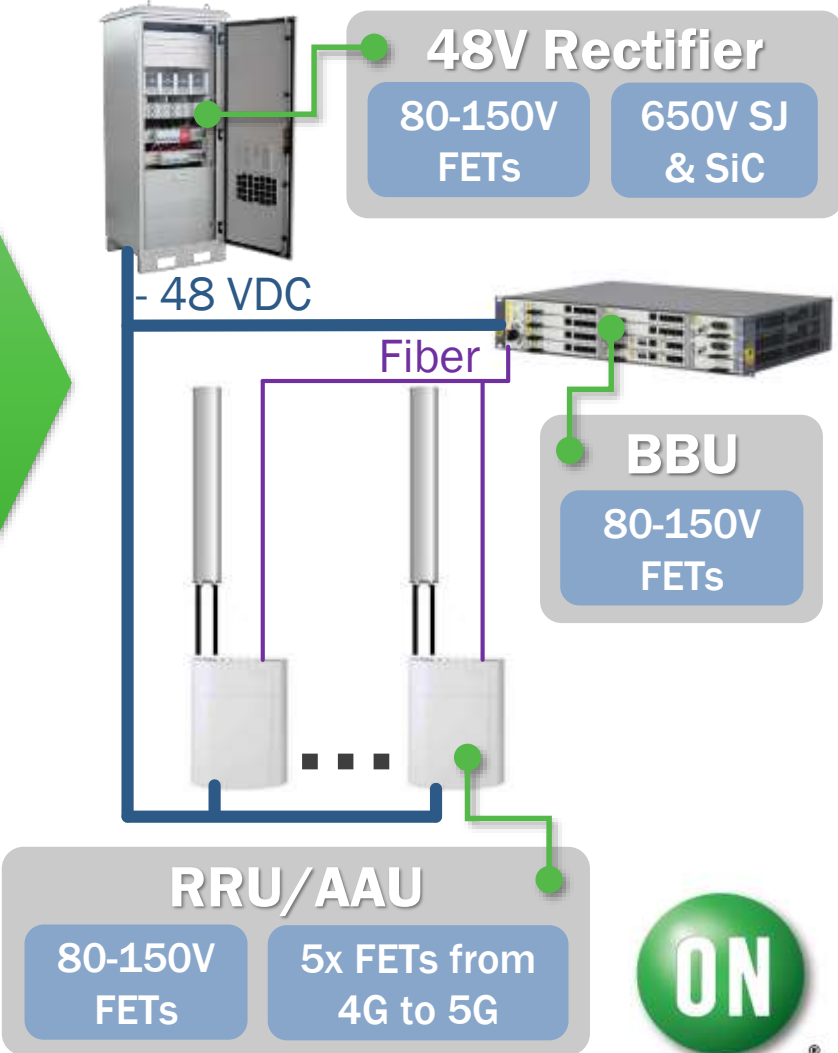 48V Rectifier
80-150V
FETs
650V SJ
& SiC
- 48 VDC
Fiber
BBU
80-150V
FETs
RRU/AAU
80-150V
FETs
5x FETs from
4G to 5G
ON
®